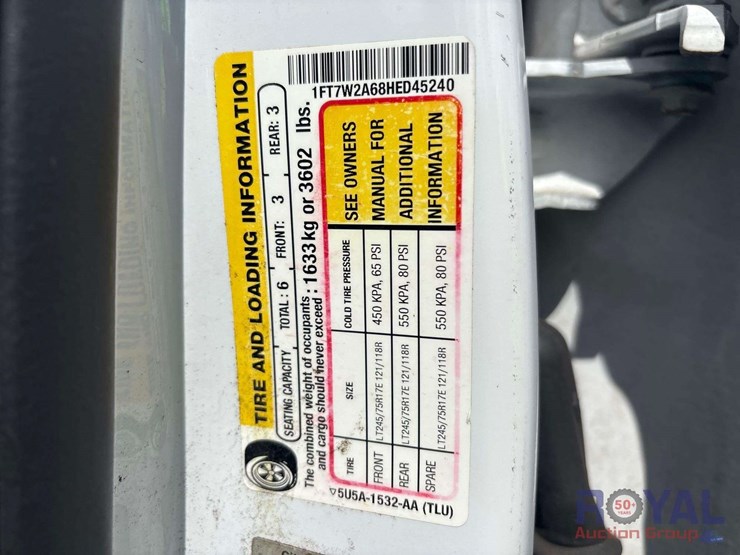 TIRE AND LOADING INFORMATION
SEATING CAPACITY TOTAL: 6 FRONT: 3 REAR: 3
The combined weight of occupants
and cargo should never exceed : 1633 kg or 3602 lbs.
TIRE SIZE COLD TIRE PRESSURE
FRONT LT245/75R17E 121/118R 450 KPA, 65 PSI
REAR LT245/75R17E 121/118R 550 KPA, 80 PSI
SPARE LT245/75R17E 121/118R 550 KPA, 80 PSI
SEE OWNERS
MANUAL FOR
ADDITIONAL
INFORMATION
5U5A-1532-AA (TLU)
1FT7W2A68HED45240
50+
YEARS
ROYAL
Auction Group